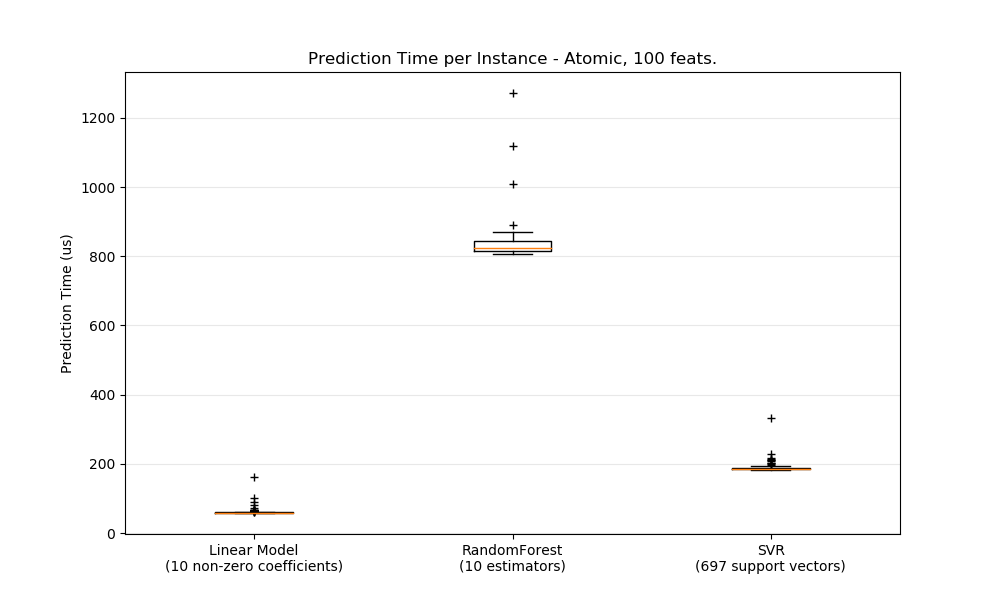 Prediction Time per Instance - Atomic, 100 feats.
Prediction Time (us)
1200
1000
800
600
400
200
0
Linear Model
(10 non-zero coefficients)
RandomForest
(10 estimators)
SVR
(697 support vectors)